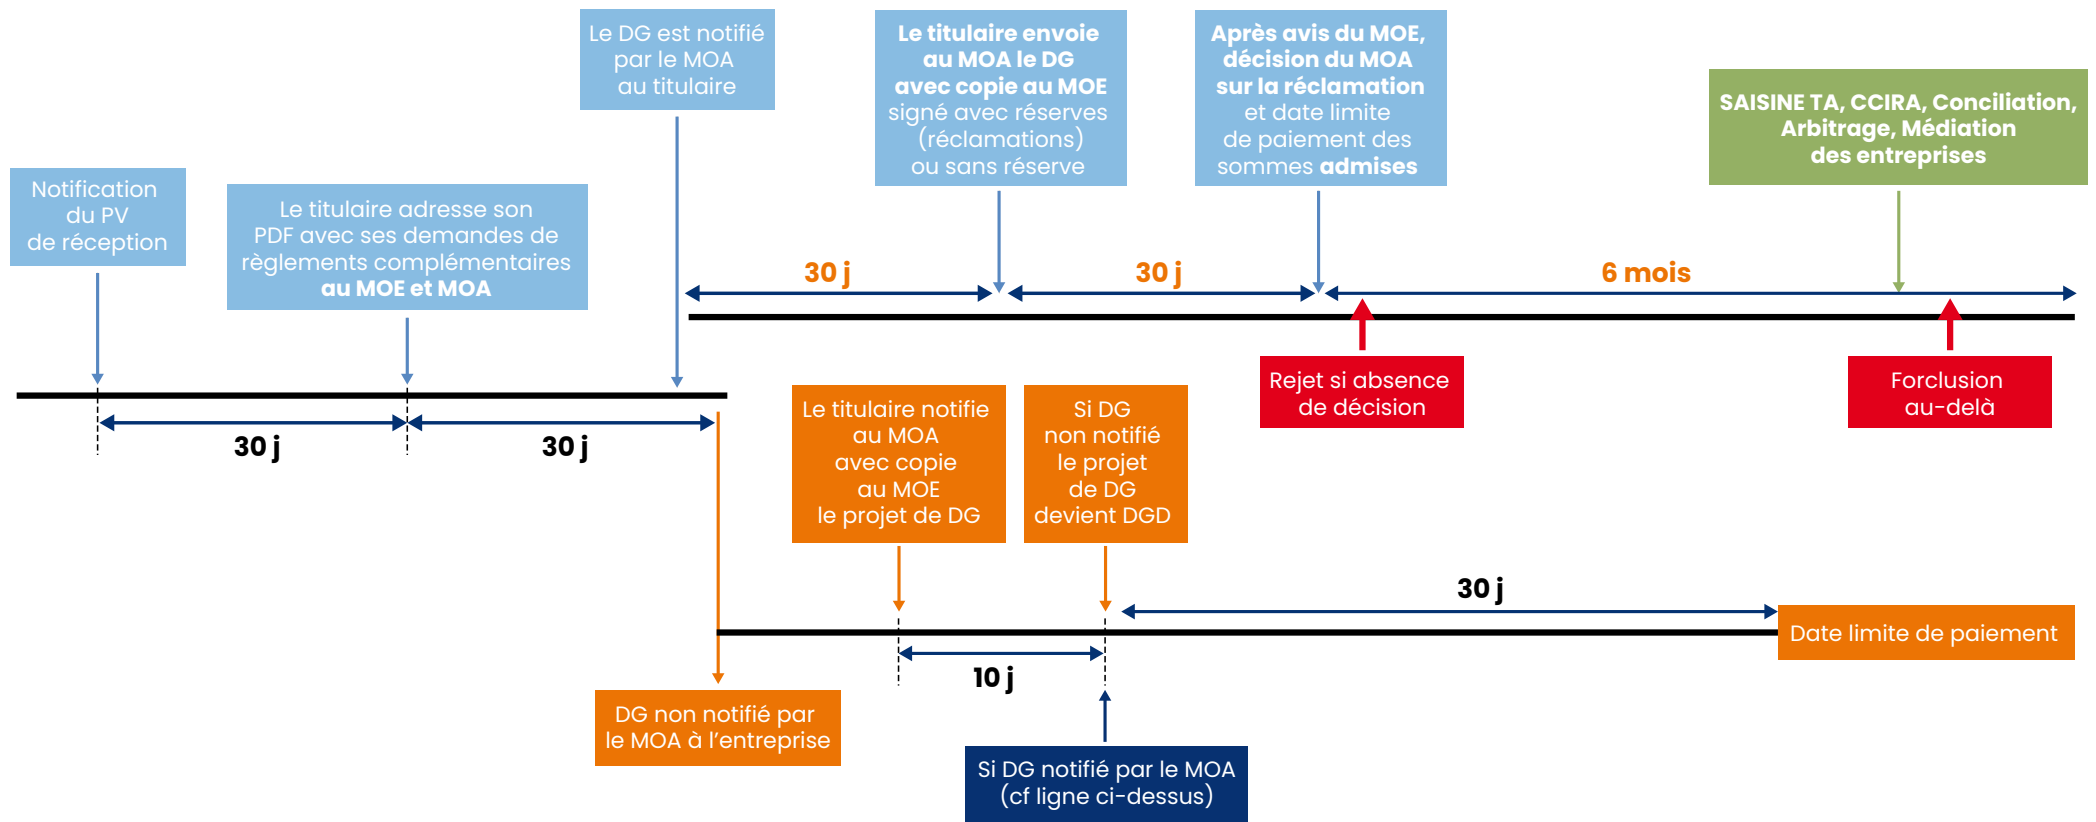 Notification
du PV
de réception
Le titulaire adresse son
PDF avec ses demandes de
règlements complémentaires
au MOE et MOA
Le DG est notifié
par le MOA
au titulaire
Le titulaire envoie
au MOA le DG
avec copie au MOE
signé avec réserves
(réclamations)
ou sans réserve
Après avis du MOE,
décision du MOA
sur la réclamation
et date limite
de paiement des
sommes admises
SAISINE TA, CCIRA, Conciliation,
Arbitrage, Médiation
des entreprises
30 j
30 j
6 mois
Rejet si absence
de décision
Forclusion
au-delà
30 j
30 j
Le titulaire notifie
au MOA
avec copie
au MOE
le projet de DG
Si DG
non notifié
le projet
de DG
devient DGD
30 j
Date limite de paiement
10 j
DG non notifié par
le MOA à l’entreprise
Si DG notifié par le MOA
(cf ligne ci-dessus)